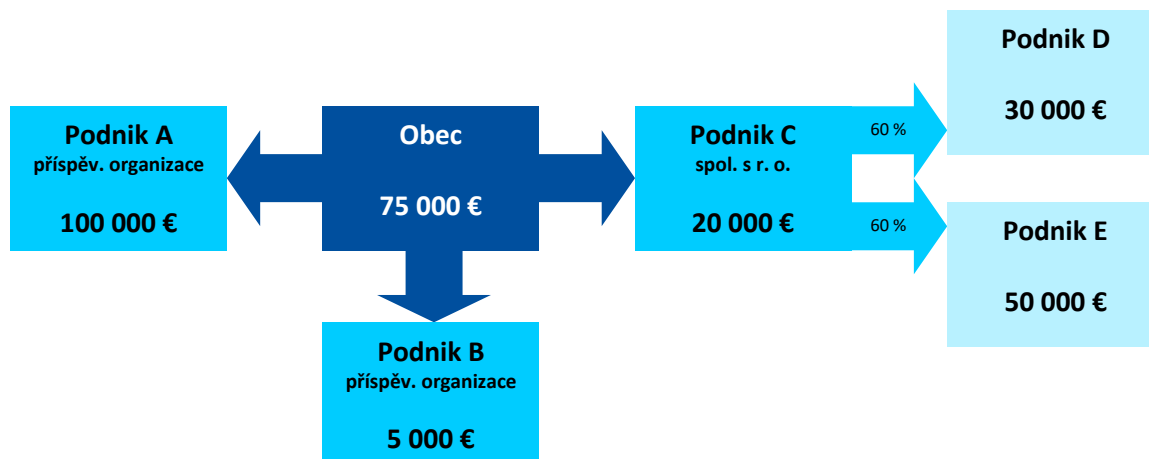 Podnik A
příspěv. organizace
100 000 €
Obec
75 000 €
Podnik B
příspěv. organizace
5 000 €
Podnik C
spol. s r. o.
20 000 €
60 %
60 %
Podnik D
30 000 €
Podnik E
50 000 €